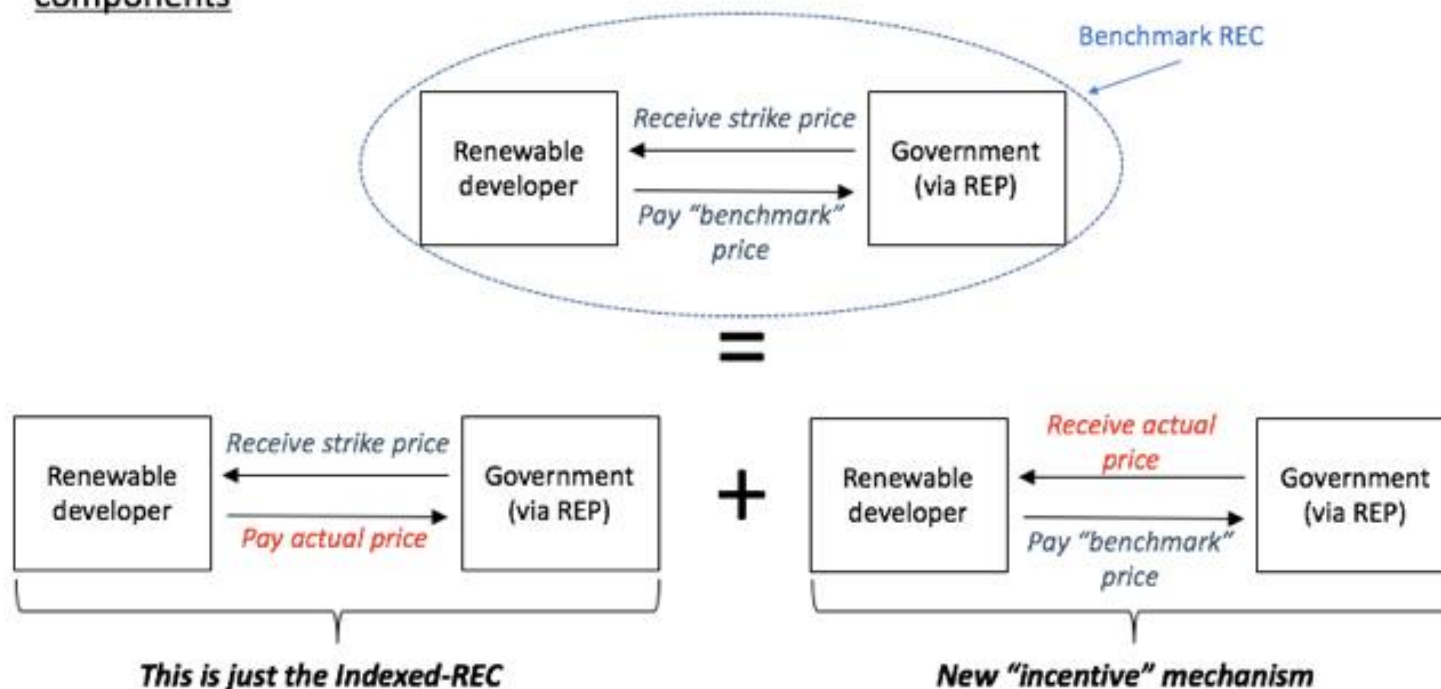 components
Benchmark REC
Renewable
developer
Receive strike price
Pay "benchmark"
price
Government
(via REP)
=
Renewable
developer
Receive strike price
Pay actual price
Government
(via REP)
+
Renewable
developer
Receive actual
price
Pay "benchmark"
price
Government
(via REP)
This is just the Indexed-REC
New "incentive" mechanism